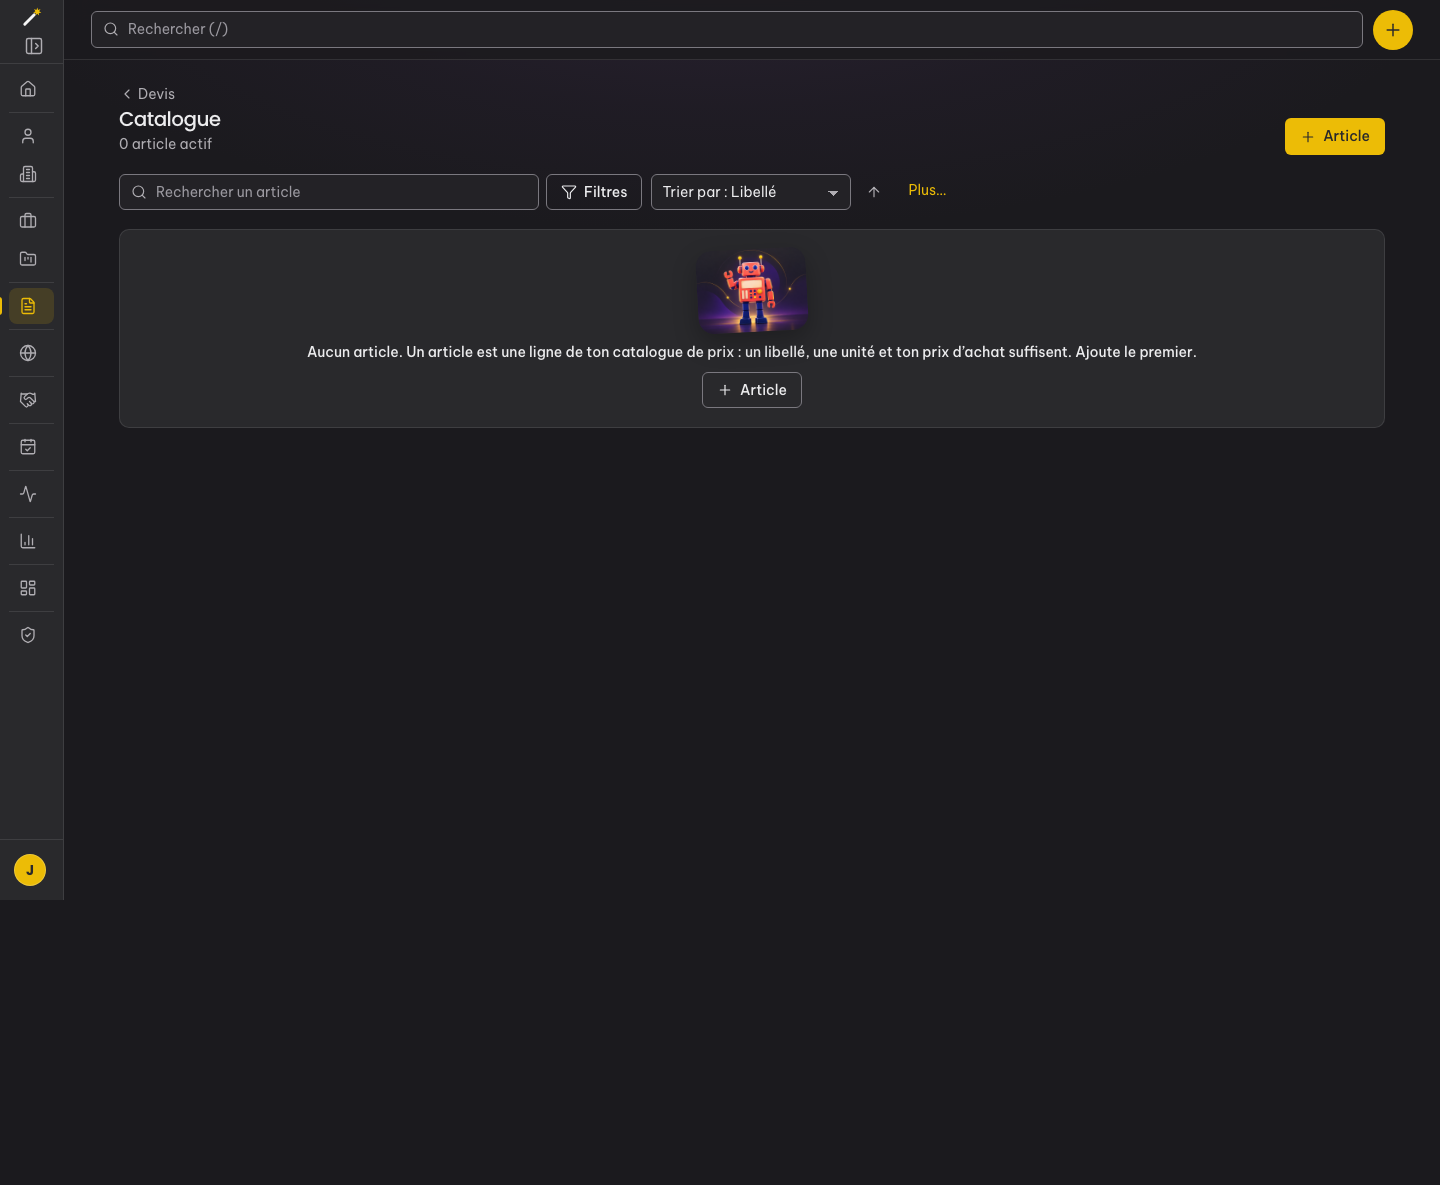 Rechercher (/)
Devis
Catalogue
0 article actif
Article
Rechercher un article
Filtres
Trier par : Libellé
Plus…
Aucun article. Un article est une ligne de ton catalogue de prix : un libellé, une unité et ton prix d’achat suffisent. Ajoute le premier.
Article
J